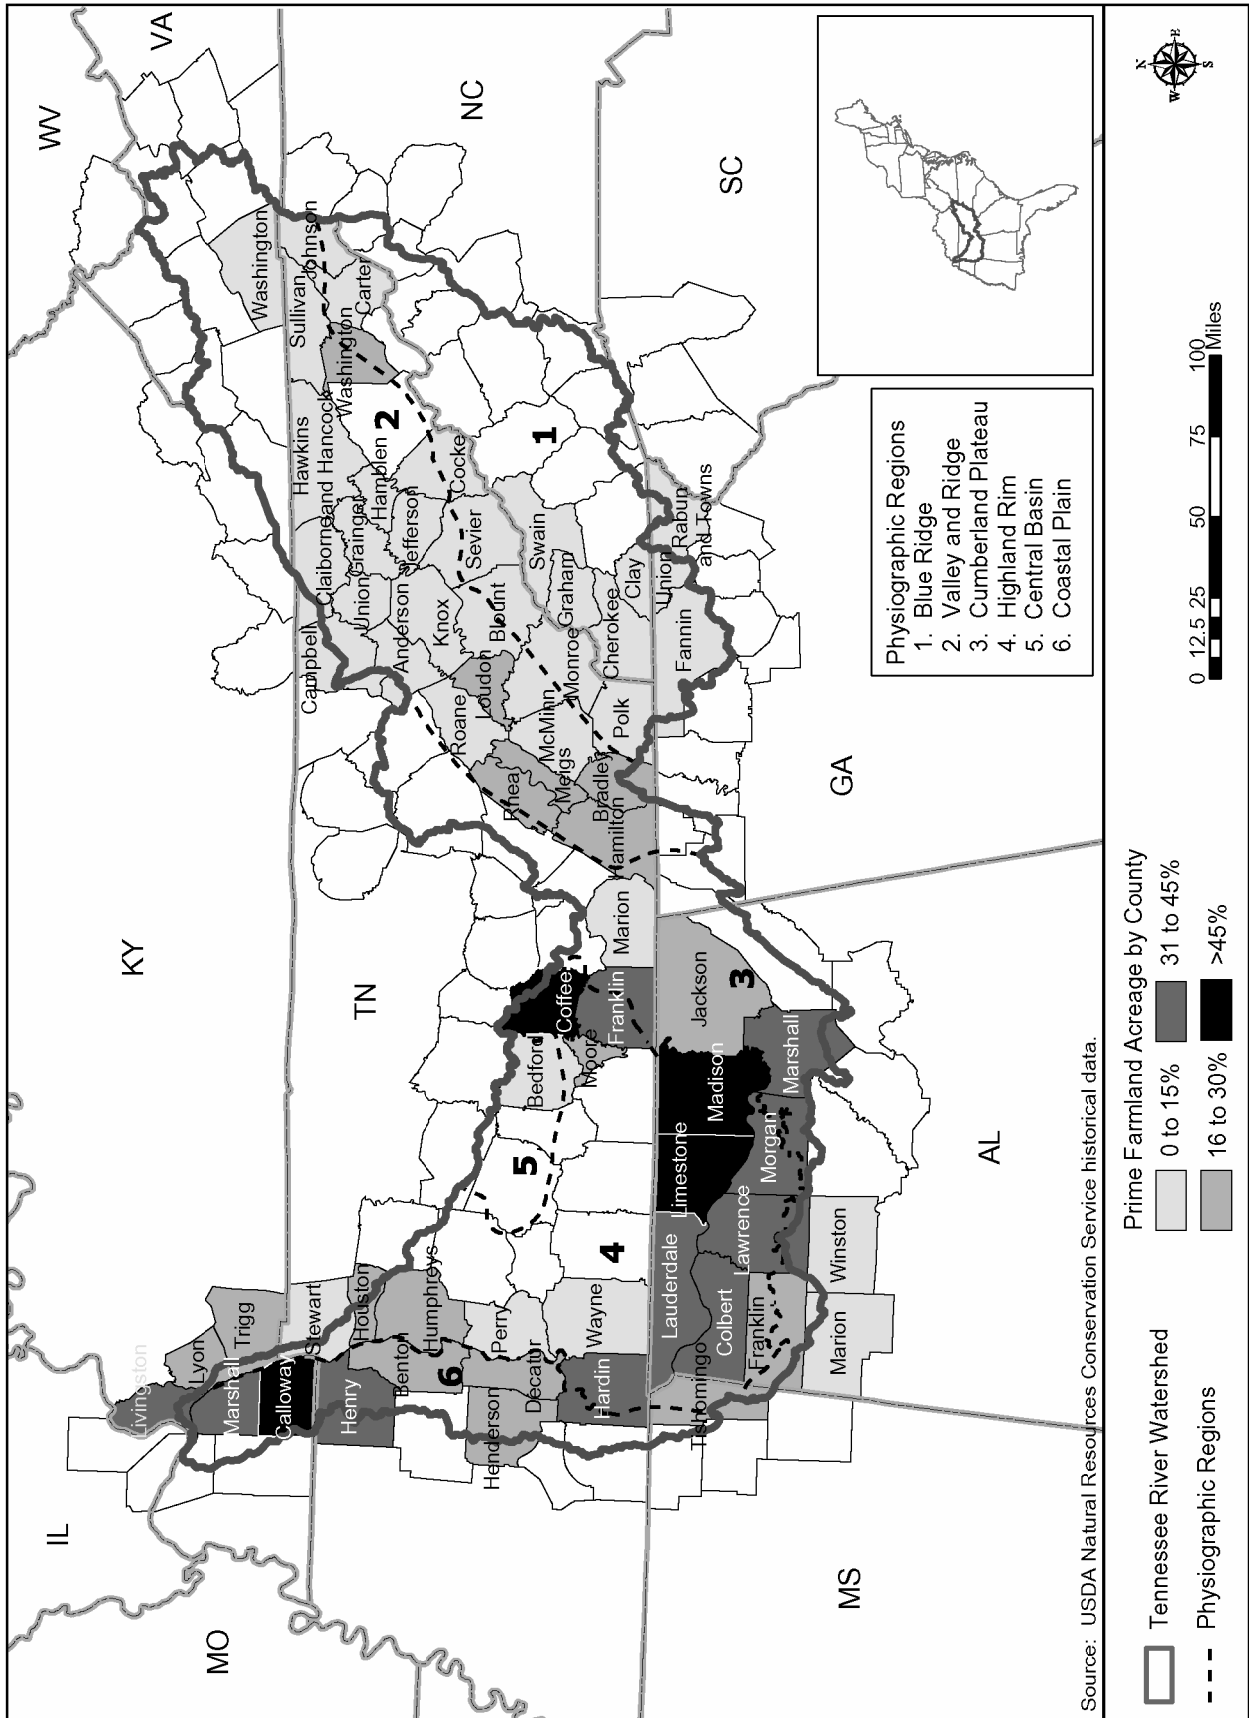 IL
MO
KY
WV
VA
NC
SC
TN
GA
AL
MS
Livingston
Lyon
Trigg
Marshall
Calloway
Stewart
Henry
Houston
Benton
Humphreys
6
Henderson
Decatur
Perry
Hardin
Wayne
4
5
Bedford
Coffee
Moore
Franklin
Marion
Tishomingo
Lauderdale
Colbert
Franklin
Marion
Winston
Lawrence
Limestone
Morgan
Madison
Marshall
Jackson
3
Hamilton
Bradley
Rhea
Meigs
McMinn
Polk
Monroe
Roane
Loudon
Blunt
Knox
Anderson
Campbell
Union
Claiborne and Hancock
Grainger
Hamblen
Jefferson
Sevier
Cocke
Hawkins
2
Washington
Sullivan
Johnson
Carter
Washington
1
Swain
Graham
Cherokee
Clay
Fannin
Union
Rabun
and Towns
Physiographic Regions
1. Blue Ridge
2. Valley and Ridge
3. Cumberland Plateau
4. Highland Rim
5. Central Basin
6. Coastal Plain
Source: USDA Natural Resources Conservation Service historical data.
Tennessee River Watershed
Physiographic Regions
Prime Farmland Acreage by County
0 to 15%
31 to 45%
16 to 30%
>45%
0 12.5 25 50 75 100
Miles
N
W E
S